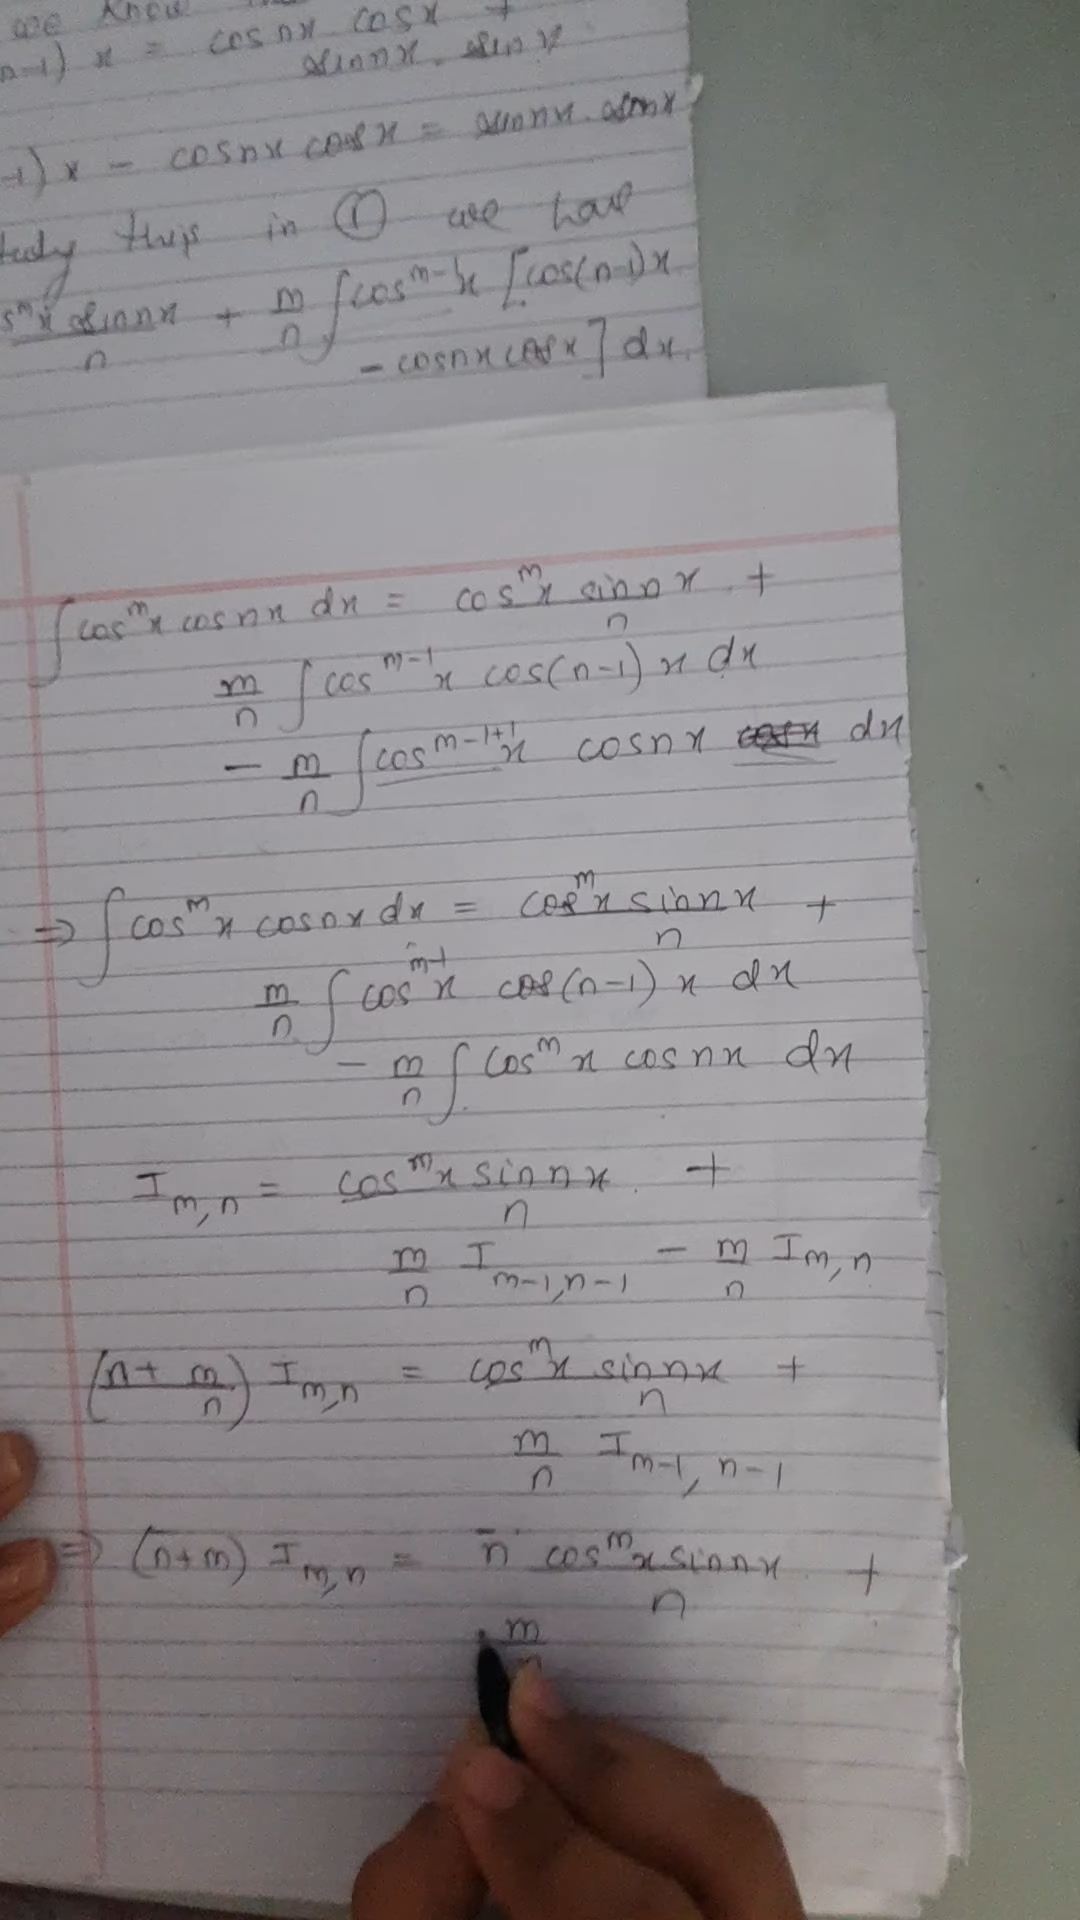 we know
n-1) x = cos nx cos x +
sin nx . sin x
-1) x - cos nx cos x = sin nx . sin x
this in ① we have
s^m x sin nx / n + m/n ∫ cos^{m-1} x [cos(n-1)x
- cos nx cos x] dx
∫ cos^m x cos nx dx = cos^m x sin nx / n +
m/n ∫ cos^{m-1} x cos(n-1) x dx
- m/n ∫ cos^{m-1+1} x cos nx dx
⇒ ∫ cos^m x cos nx dx = cos^m x sin nx / n +
m/n ∫ cos^{m-1} x cos(n-1) x dx
- m/n ∫ cos^m x cos nx dx
I_{m,n} = cos^m x sin nx / n +
m/n I_{m-1,n-1} - m/n I_{m,n}
(n + m / n) I_{m,n} = cos^m x sin nx / n +
m/n I_{m-1,n-1}
⇒ (n+m) I_{m,n} = n cos^m x sin nx / n +
m